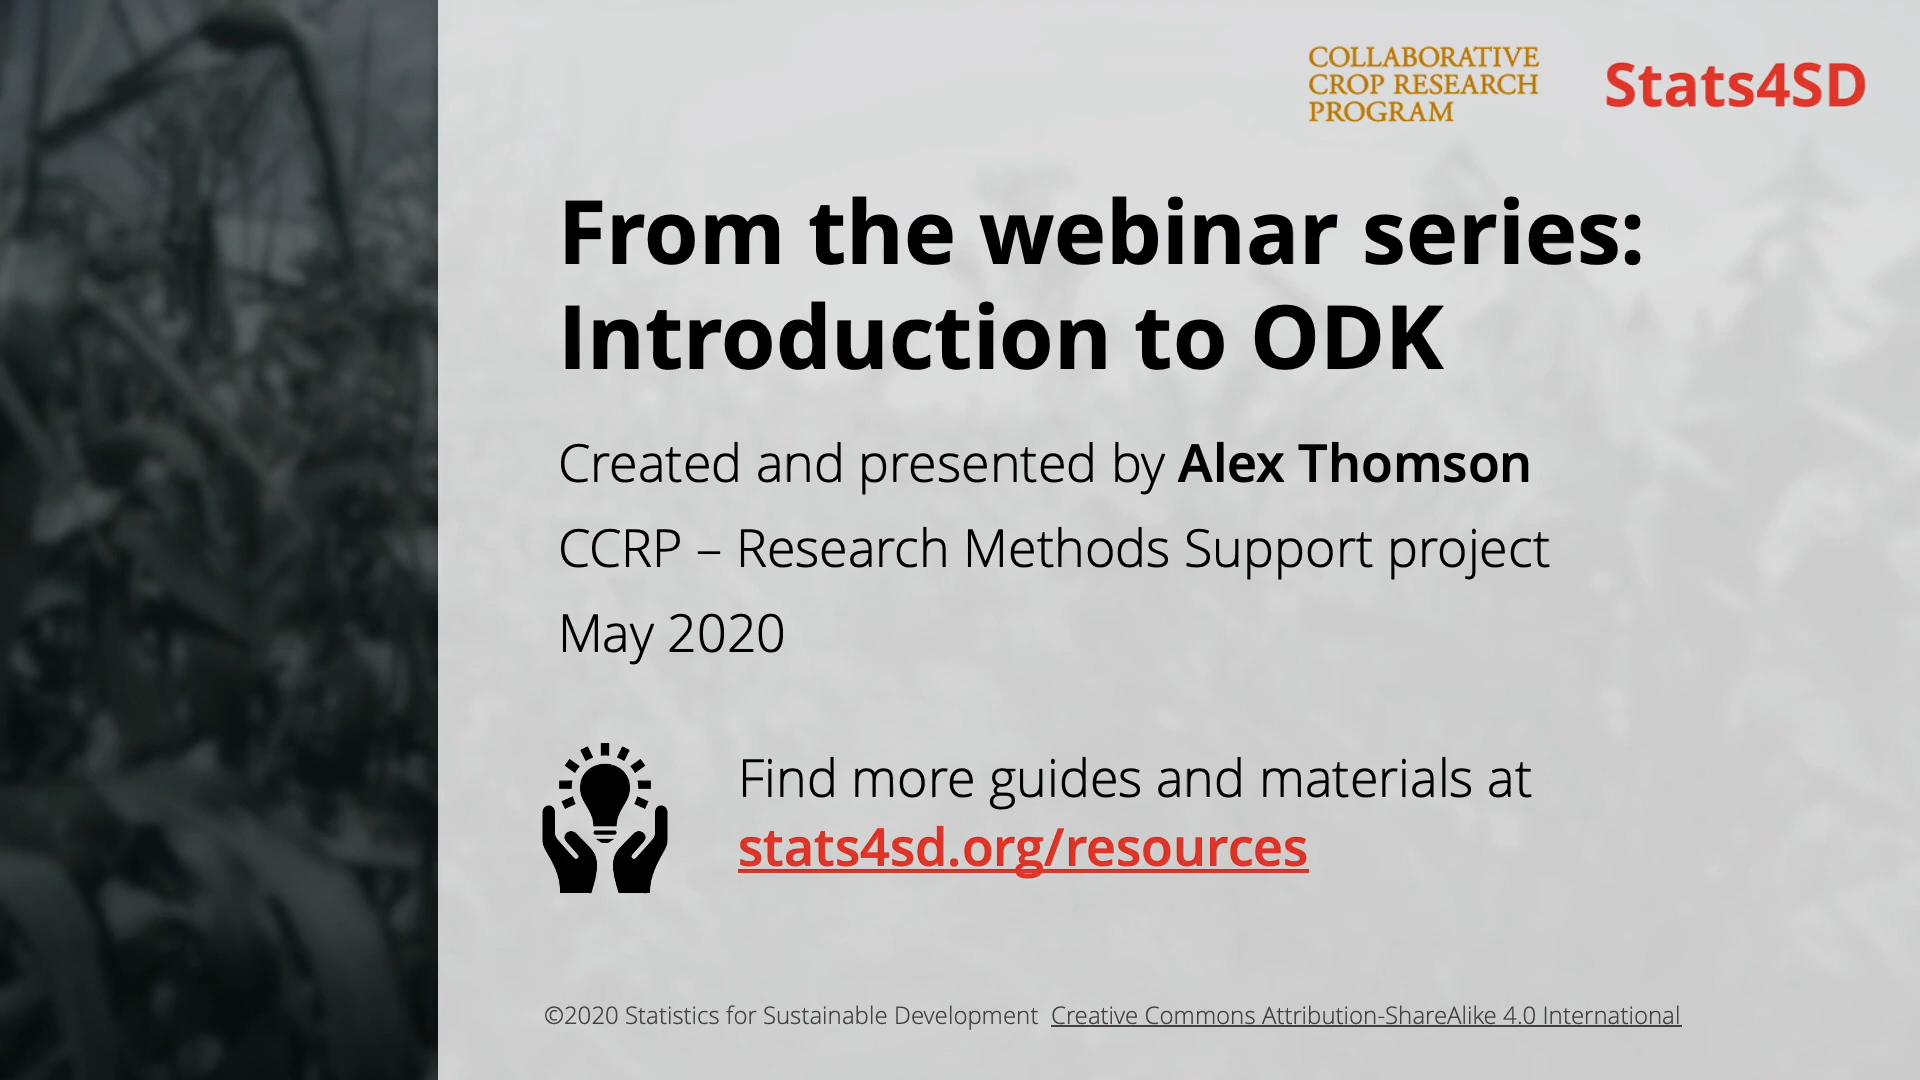 COLLABORATIVE
CROP RESEARCH
PROGRAM
Stats4SD
From the webinar series:
Introduction to ODK
Created and presented by Alex Thomson
CCRP – Research Methods Support project
May 2020
Find more guides and materials at
stats4sd.org/resources
©2020 Statistics for Sustainable Development Creative Commons Attribution-ShareAlike 4.0 International